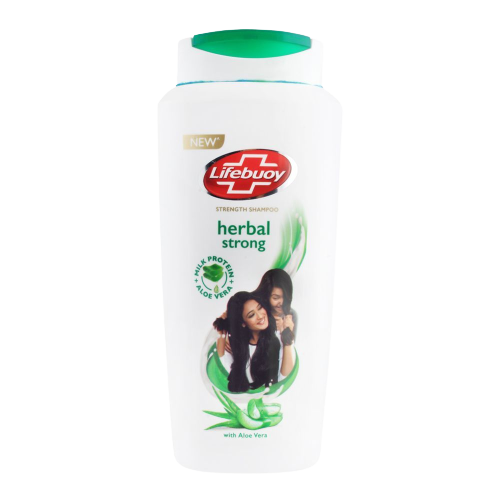 NEW
Lifebuoy
STRENGTH SHAMPOO
herbal
strong
MILK PROTEIN
+ ALOE VERA +
with Aloe Vera